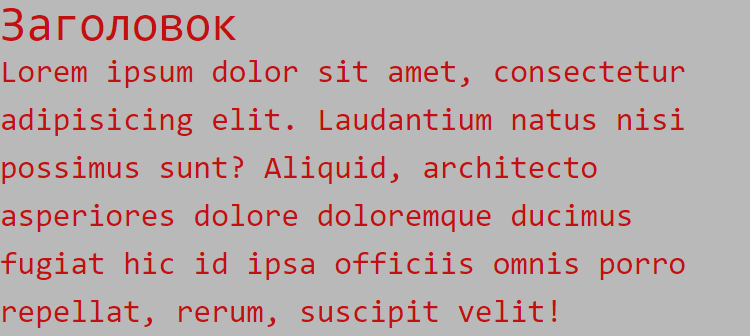 Заголовок
Lorem ipsum dolor sit amet, consectetur
adipisicing elit. Laudantium natus nisi
possimus sunt? Aliquid, architecto
asperiores dolore doloremque ducimus
fugiat hic id ipsa officiis omnis porro
repellat, rerum, suscipit velit!